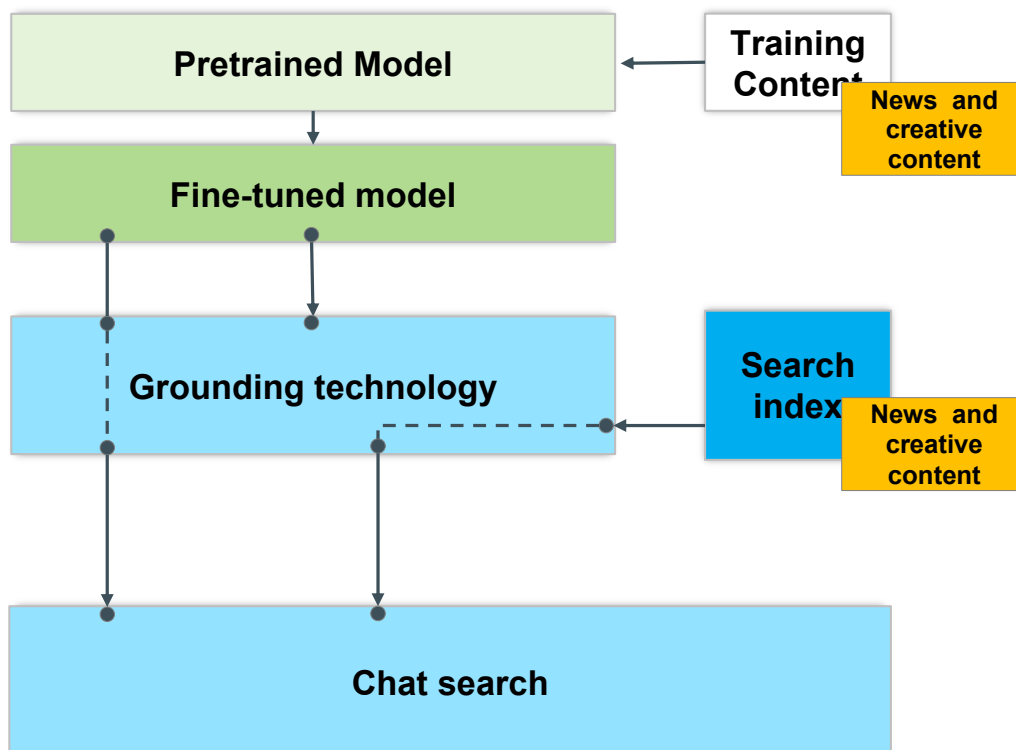 Pretrained Model
Training
Content
News and
creative
content
Fine-tuned model
Grounding technology
Search
index
News and
creative
content
Chat search